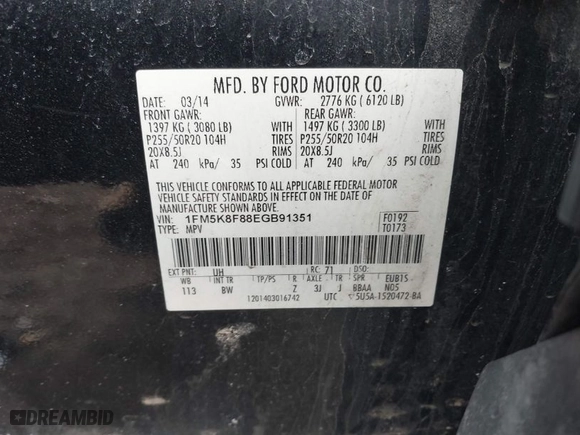 MFD. BY FORD MOTOR CO.
DATE: 03/14 GVWR: 2776 KG ( 6120 LB)
FRONT GAWR: REAR GAWR:
1397 KG ( 3080 LB) WITH 1497 KG ( 3300 LB) WITH
P255/50R20 104H TIRES P255/50R20 104H TIRES
20X8.5J RIMS 20X8.5J RIMS
AT 240 kPa/ 35 PSI COLD AT 240 kPa/ 35 PSI COLD
THIS VEHICLE CONFORMS TO ALL APPLICABLE FEDERAL MOTOR
VEHICLE SAFETY STANDARDS IN EFFECT ON THE DATE OF
MANUFACTURE SHOWN ABOVE.
VIN: 1FM5K8F88EGB91351 F0192
TYPE: MPV T0173
EXT PNT: UH RC: 71 DSO:
WB INT TR TP/PS R AXLE TR SPR EUB15
113 BW Z 3J J BBAA N05
1201403016742 UTC 5U5A-1520472-BA
DREAMBID